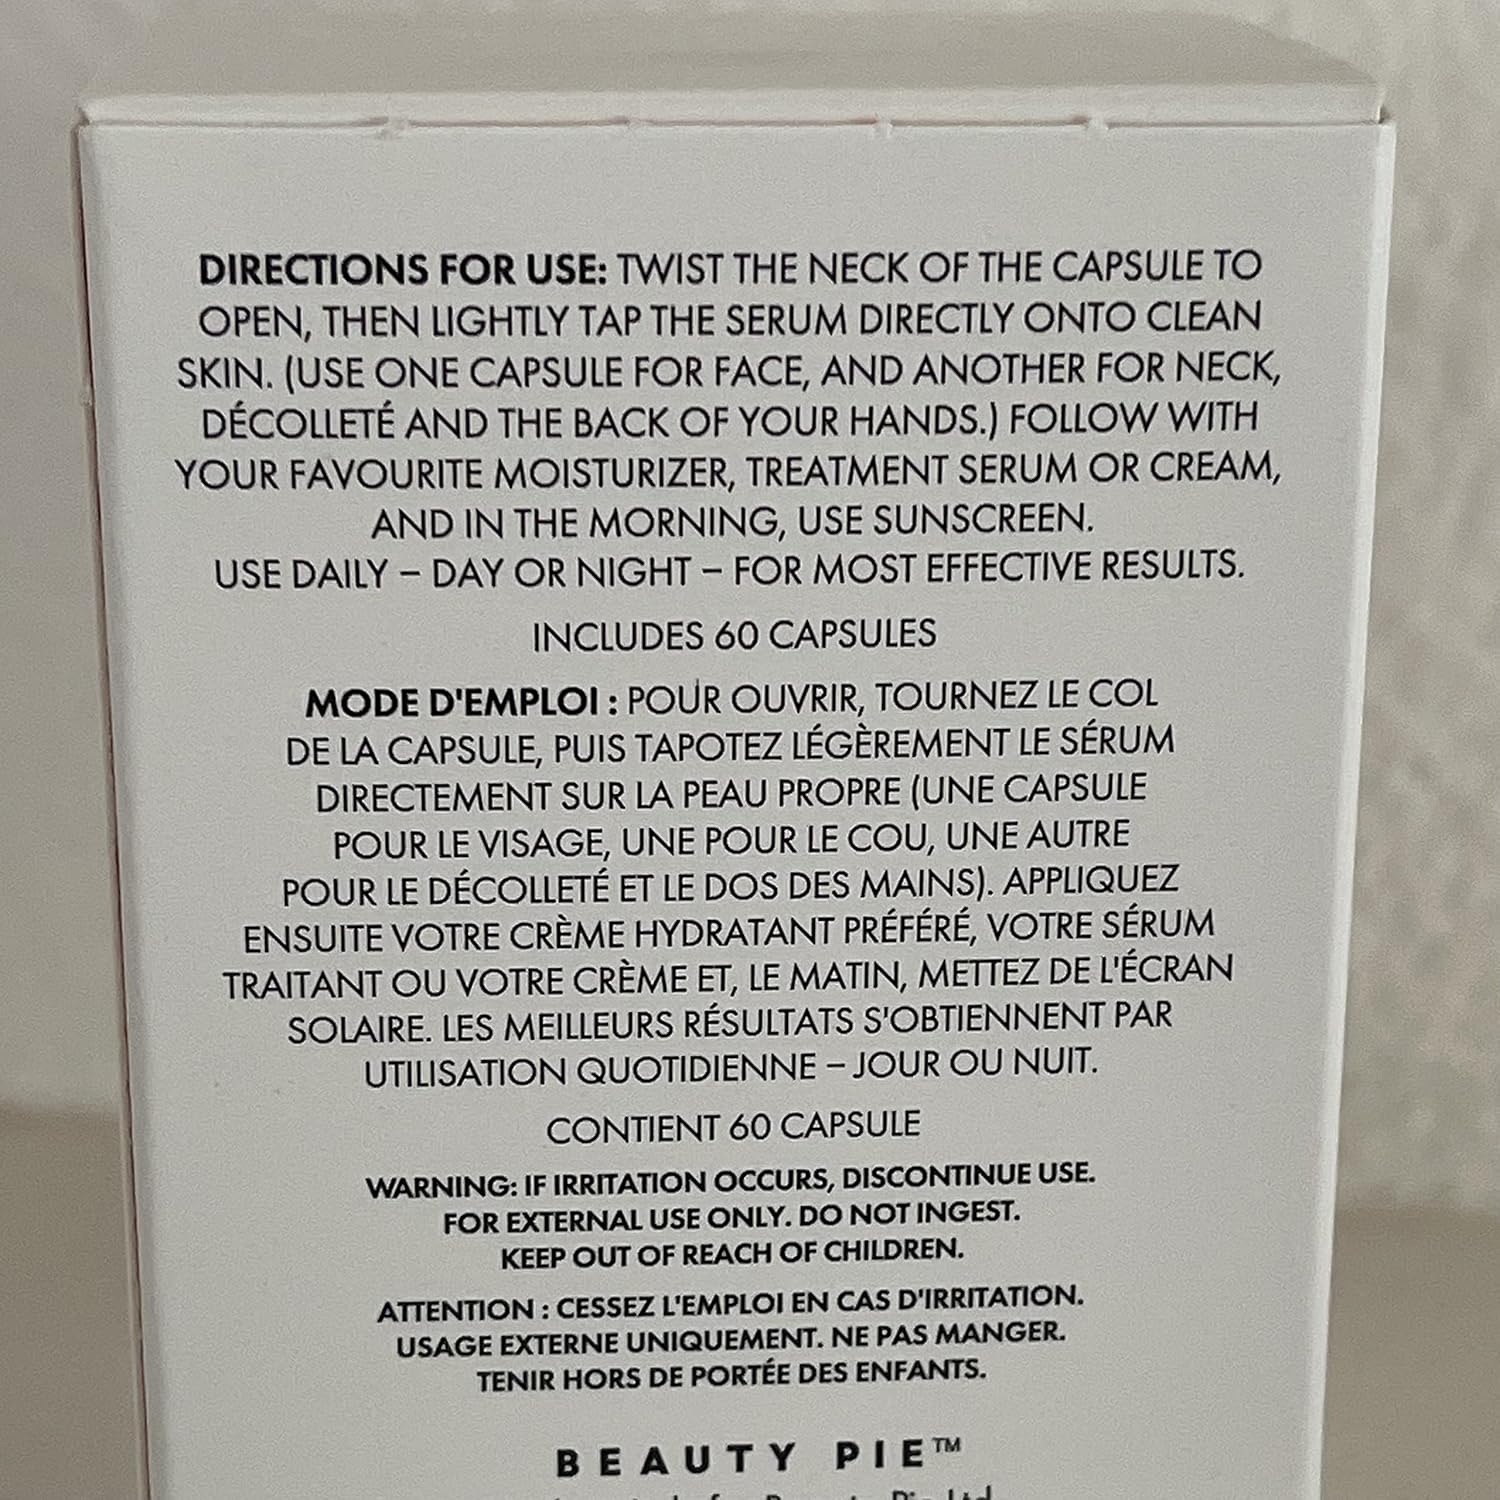 DIRECTIONS FOR USE: TWIST THE NECK OF THE CAPSULE TO
OPEN, THEN LIGHTLY TAP THE SERUM DIRECTLY ONTO CLEAN
SKIN. (USE ONE CAPSULE FOR FACE, AND ANOTHER FOR NECK,
DÉCOLLETÉ AND THE BACK OF YOUR HANDS.) FOLLOW WITH
YOUR FAVOURITE MOISTURIZER, TREATMENT SERUM OR CREAM,
AND IN THE MORNING, USE SUNSCREEN.
USE DAILY – DAY OR NIGHT – FOR MOST EFFECTIVE RESULTS.
INCLUDES 60 CAPSULES
MODE D'EMPLOI : POUR OUVRIR, TOURNEZ LE COL
DE LA CAPSULE, PUIS TAPOTEZ LÉGÈREMENT LE SÉRUM
DIRECTEMENT SUR LA PEAU PROPRE (UNE CAPSULE
POUR LE VISAGE, UNE POUR LE COU, UNE AUTRE
POUR LE DÉCOLLETÉ ET LE DOS DES MAINS). APPLIQUEZ
ENSUITE VOTRE CRÈME HYDRATANT PRÉFÉRÉ, VOTRE SÉRUM
TRAITANT OU VOTRE CRÈME ET, LE MATIN, METTEZ DE L'ÉCRAN
SOLAIRE. LES MEILLEURS RÉSULTATS S'OBTIENNENT PAR
UTILISATION QUOTIDIENNE – JOUR OU NUIT.
CONTIENT 60 CAPSULE
WARNING: IF IRRITATION OCCURS, DISCONTINUE USE.
FOR EXTERNAL USE ONLY. DO NOT INGEST.
KEEP OUT OF REACH OF CHILDREN.
ATTENTION : CESSEZ L'EMPLOI EN CAS D'IRRITATION.
USAGE EXTERNE UNIQUEMENT. NE PAS MANGER.
TENIR HORS DE PORTÉE DES ENFANTS.
BEAUTY PIE™